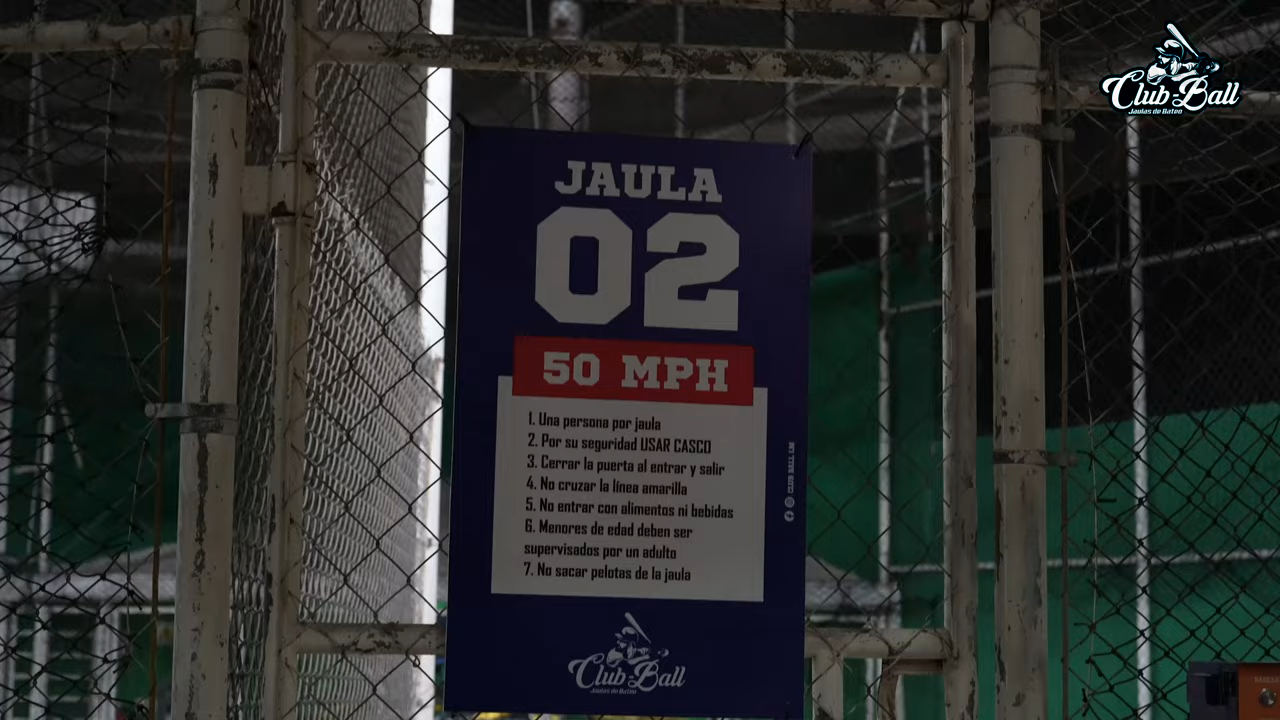 Club-Ball
Jaulas de Bateo
JAULA
02
50 MPH
1. Una persona por jaula
2. Por su seguridad USAR CASCO
3. Cerrar la puerta al entrar y salir
4. No cruzar la línea amarilla
5. No entrar con alimentos ni bebidas
6. Menores de edad deben ser
supervisados por un adulto
7. No sacar pelotas de la jaula
CLUB BALL LM
Club-Ball
Jaulas de Bateo